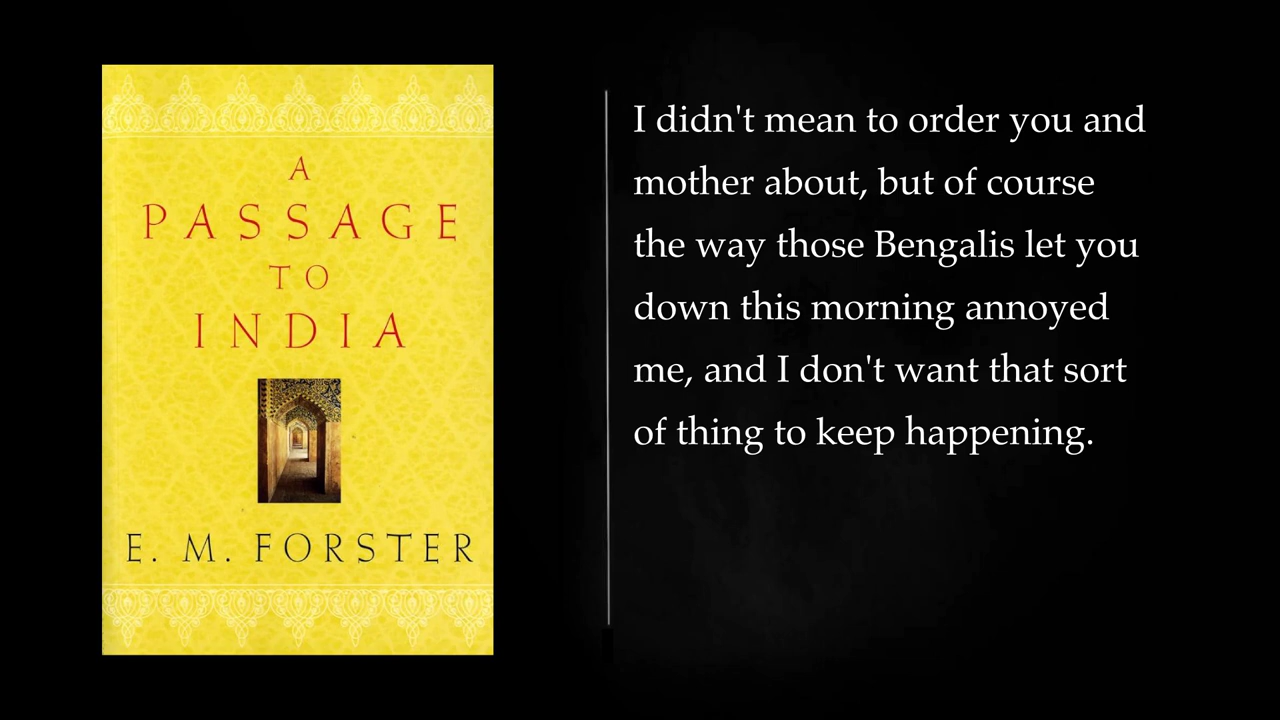 A
PASSAGE
TO
INDIA
E. M. FORSTER
I didn't mean to order you and
mother about, but of course
the way those Bengalis let you
down this morning annoyed
me, and I don't want that sort
of thing to keep happening.